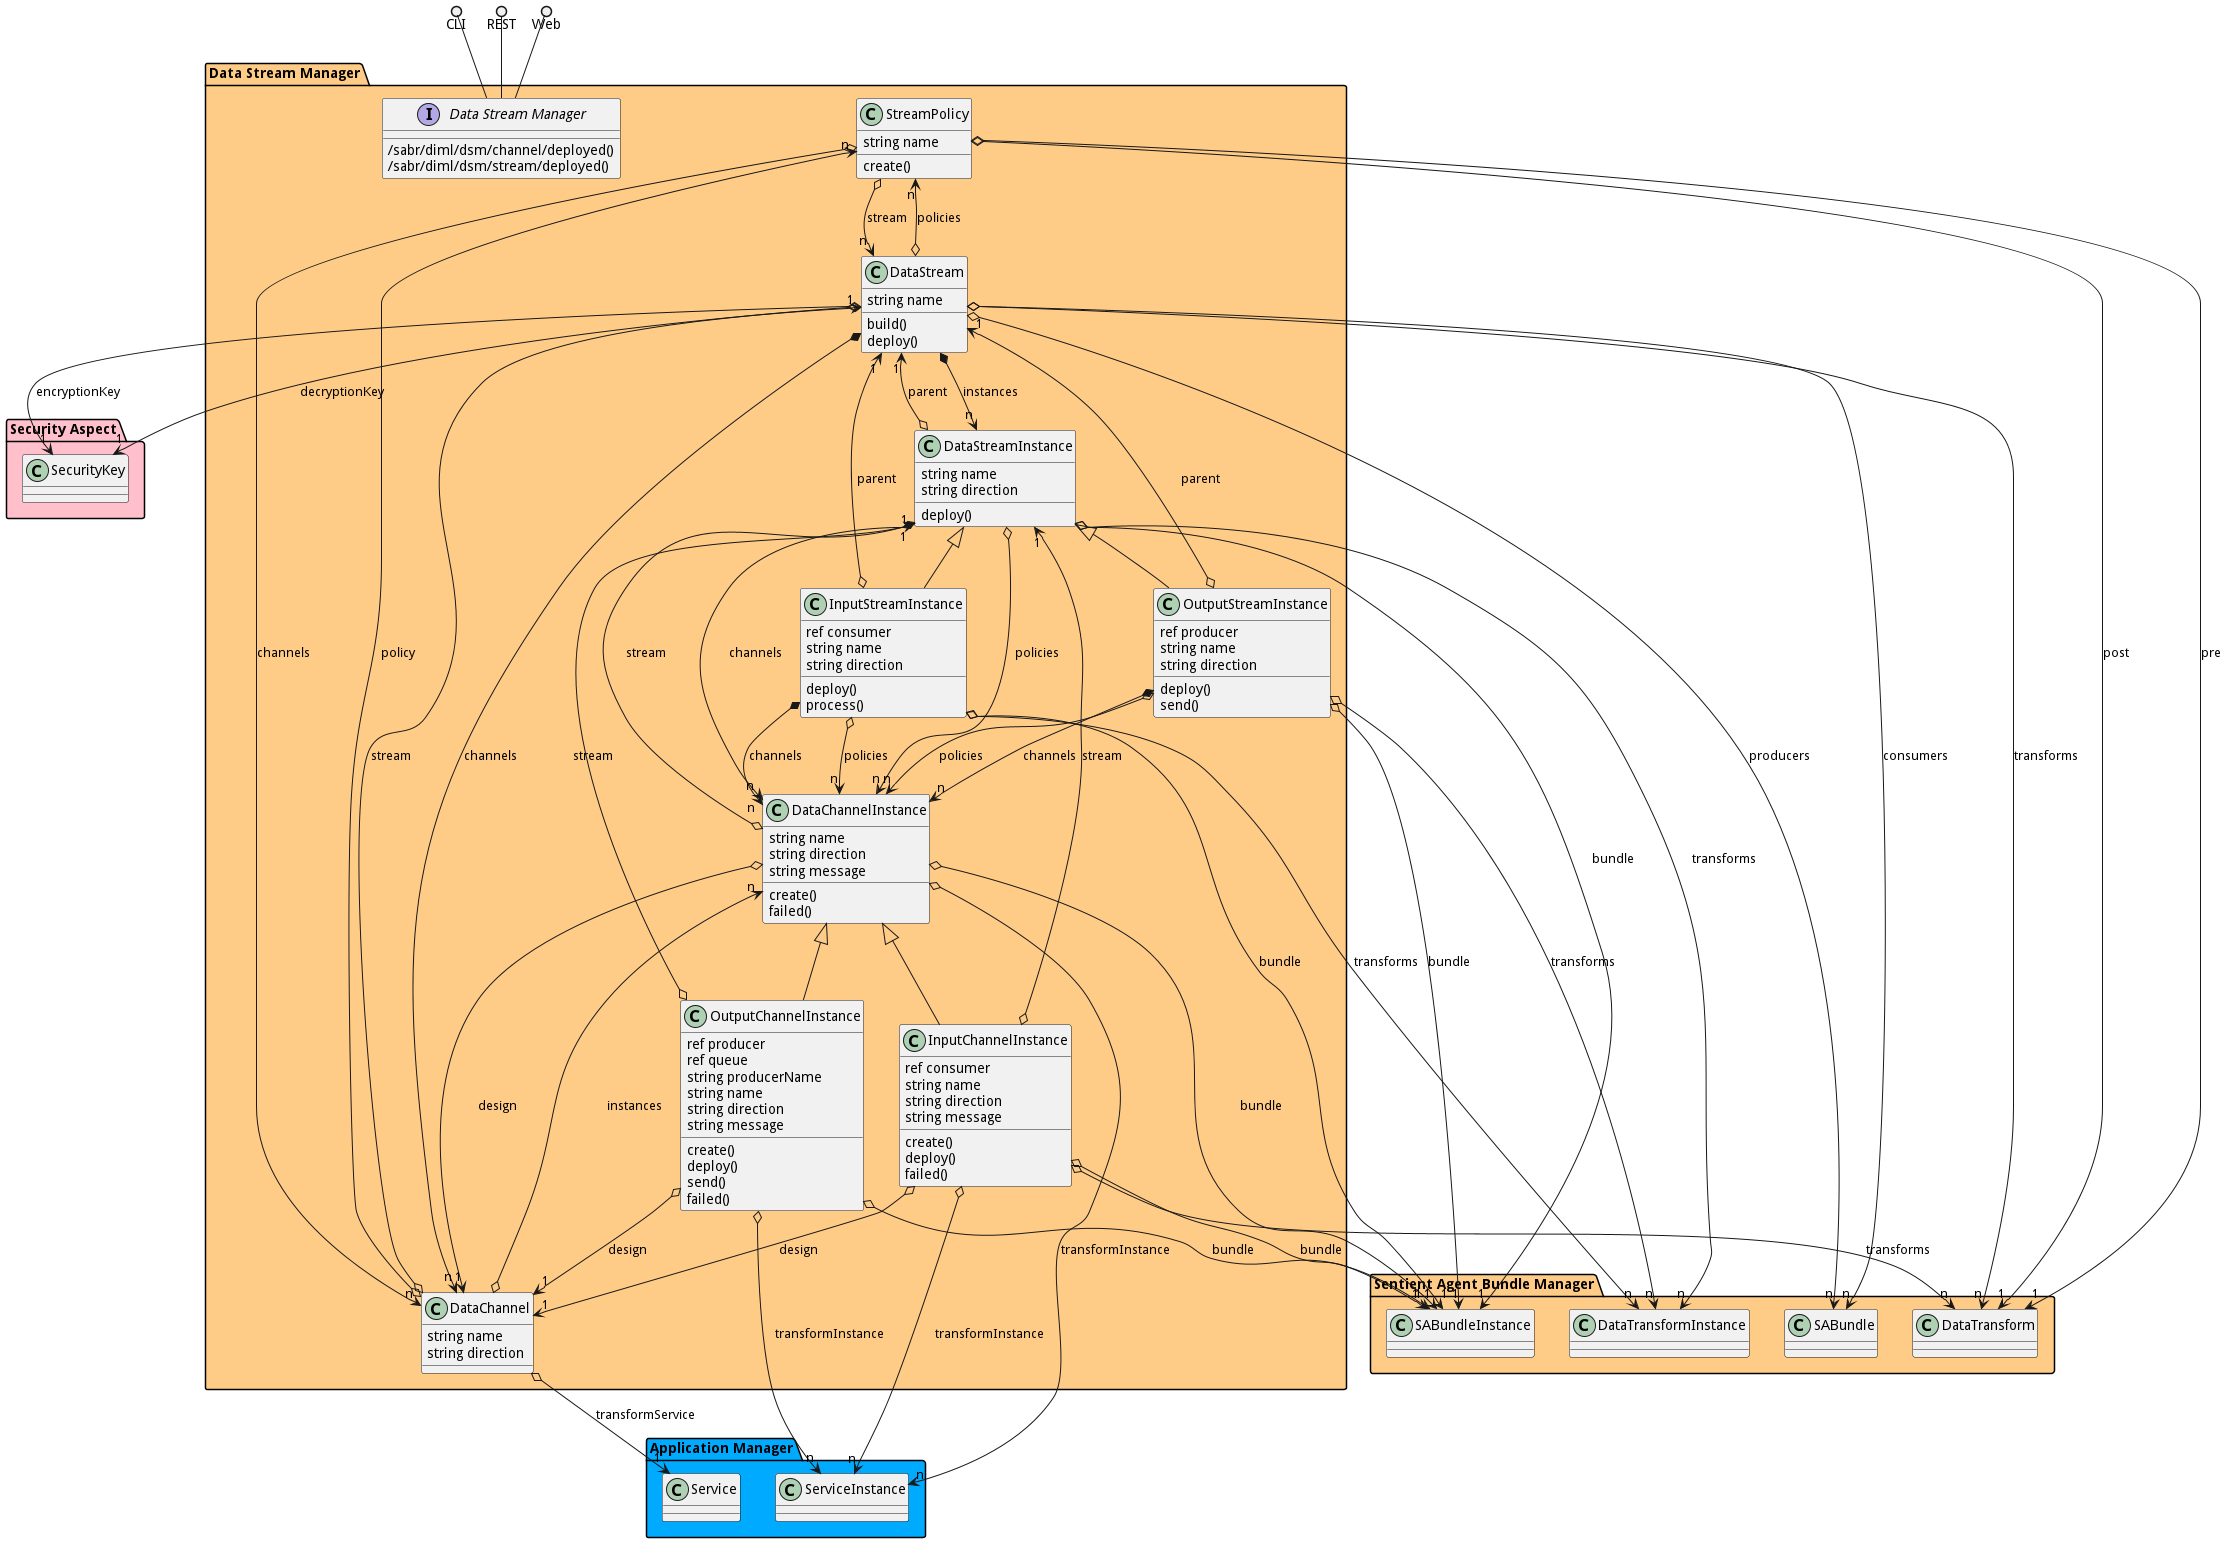 CLI
REST
Web
Data Stream Manager
I Data Stream Manager
/sabr/diml/dsm/channel/deployed()
/sabr/diml/dsm/stream/deployed()
C StreamPolicy
string name
create()
n
stream
n
policies
n
C DataStream
string name
build()
deploy()
1
1
1
1
encryptionKey
decryptionKey
parent
instances
n
Security Aspect
1
1
C SecurityKey
C DataStreamInstance
string name
string direction
deploy()
parent
parent
1
1
1
C InputStreamInstance
ref consumer
string name
string direction
deploy()
process()
C OutputStreamInstance
ref producer
string name
string direction
deploy()
send()
channels
policy
stream
channels
policies
post
pre
stream
channels
stream
channels
policies
policies
channels
stream
producers
consumers
transforms
n
n
n
n
n
n
C DataChannelInstance
string name
string direction
string message
create()
failed()
n
bundle
transforms
bundle
transforms
bundle
transforms
C OutputChannelInstance
ref producer
ref queue
string producerName
string name
string direction
string message
create()
deploy()
send()
failed()
C InputChannelInstance
ref consumer
string name
string direction
string message
create()
deploy()
failed()
design
instances
bundle
design
design
transformInstance
bundle
bundle
transforms
n
1
1
n
1
C DataChannel
string name
string direction
Sentient Agent Bundle Manager
1
1
1
1
1
n
n
n
n
n
n
n
1
1
C SABundleInstance
C DataTransformInstance
C SABundle
C DataTransform
transformInstance
transformInstance
transformService
Application Manager
1
n
n
n
C Service
C ServiceInstance